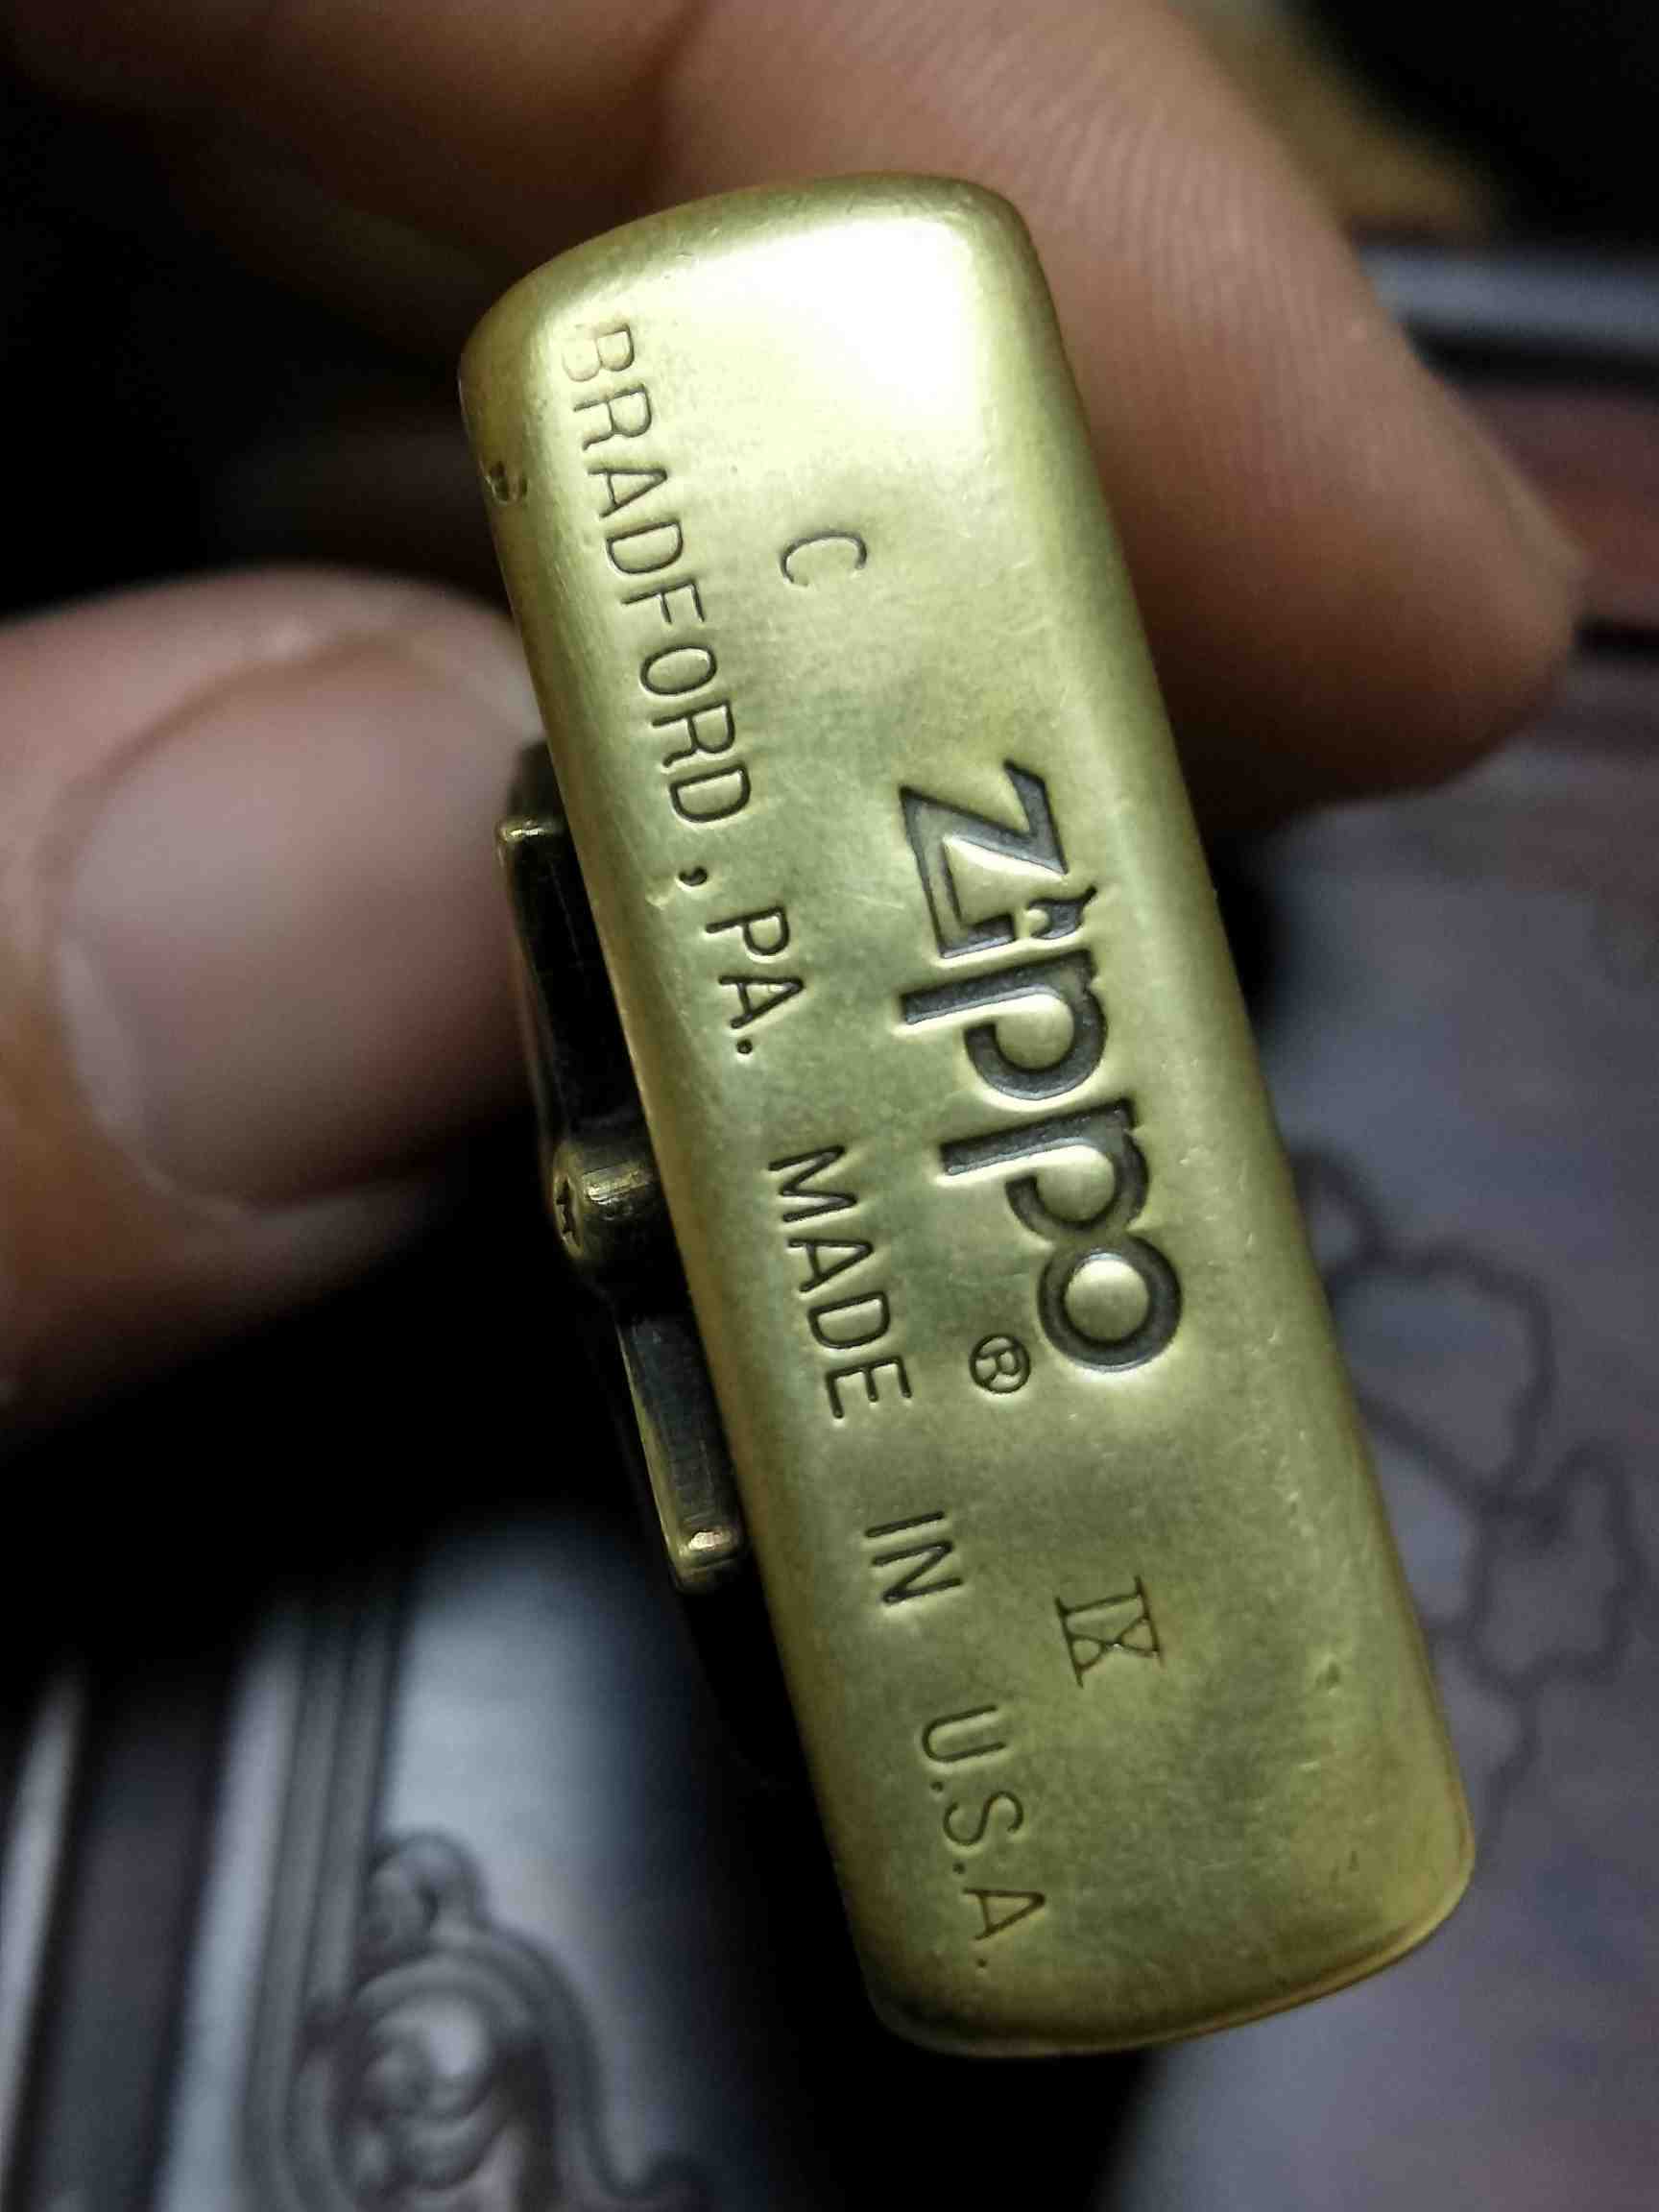 C ZIPPO ® IX
BRADFORD, PA. MADE IN U.S.A.